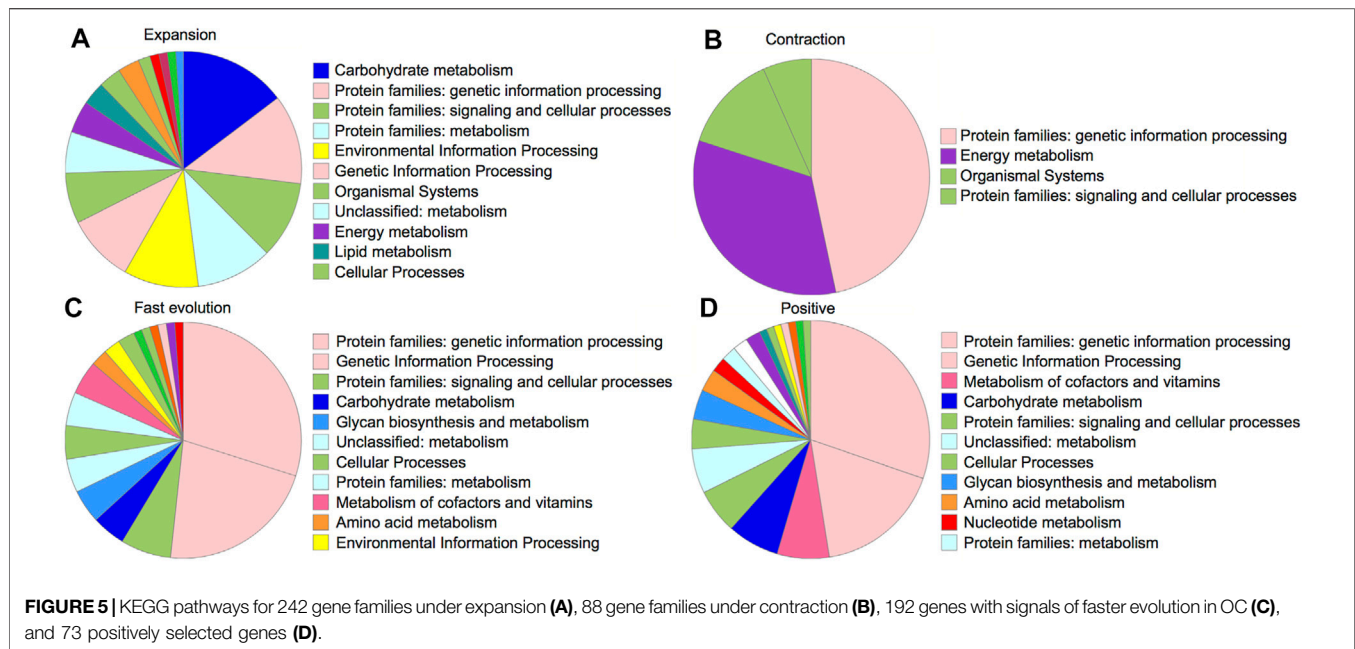 A
Expansion
Carbohydrate metabolism
Protein families: genetic information processing
Protein families: signaling and cellular processes
Protein families: metabolism
Environmental Information Processing
Genetic Information Processing
Organismal Systems
Unclassified: metabolism
Energy metabolism
Lipid metabolism
Cellular Processes
B
Contraction
Protein families: genetic information processing
Energy metabolism
Organismal Systems
Protein families: signaling and cellular processes
C
Fast evolution
Protein families: genetic information processing
Genetic Information Processing
Protein families: signaling and cellular processes
Carbohydrate metabolism
Glycan biosynthesis and metabolism
Unclassified: metabolism
Cellular Processes
Protein families: metabolism
Metabolism of cofactors and vitamins
Amino acid metabolism
Environmental Information Processing
D
Positive
Protein families: genetic information processing
Genetic Information Processing
Metabolism of cofactors and vitamins
Carbohydrate metabolism
Protein families: signaling and cellular processes
Unclassified: metabolism
Cellular Processes
Glycan biosynthesis and metabolism
Amino acid metabolism
Nucleotide metabolism
Protein families: metabolism
FIGURE 5 | KEGG pathways for 242 gene families under expansion (A), 88 gene families under contraction (B), 192 genes with signals of faster evolution in OC (C),
and 73 positively selected genes (D).